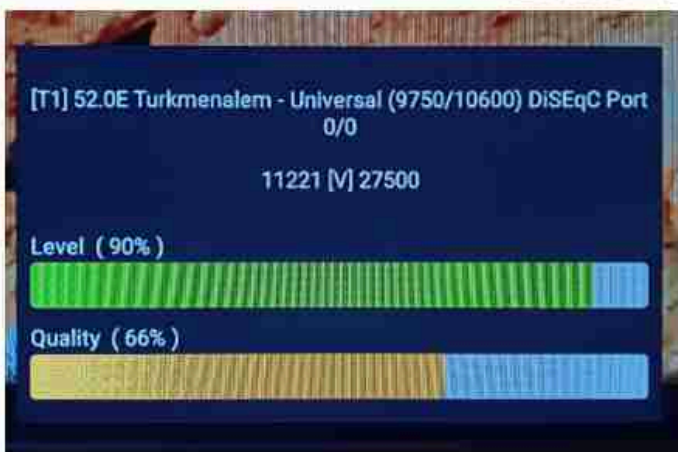 [T1] 52.0E Turkmenalem - Universal (9750/10600) DiSEqC Port
0/0
11221 [V] 27500
Level ( 90% )
Quality ( 66% )